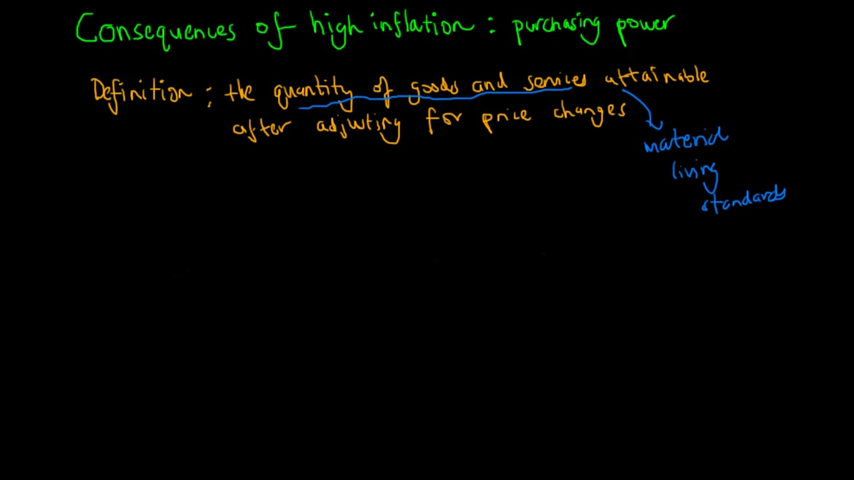 Consequences of high inflation : purchasing power
Definition : the quantity of goods and services attainable
after adjusting for price changes
material
living
standards